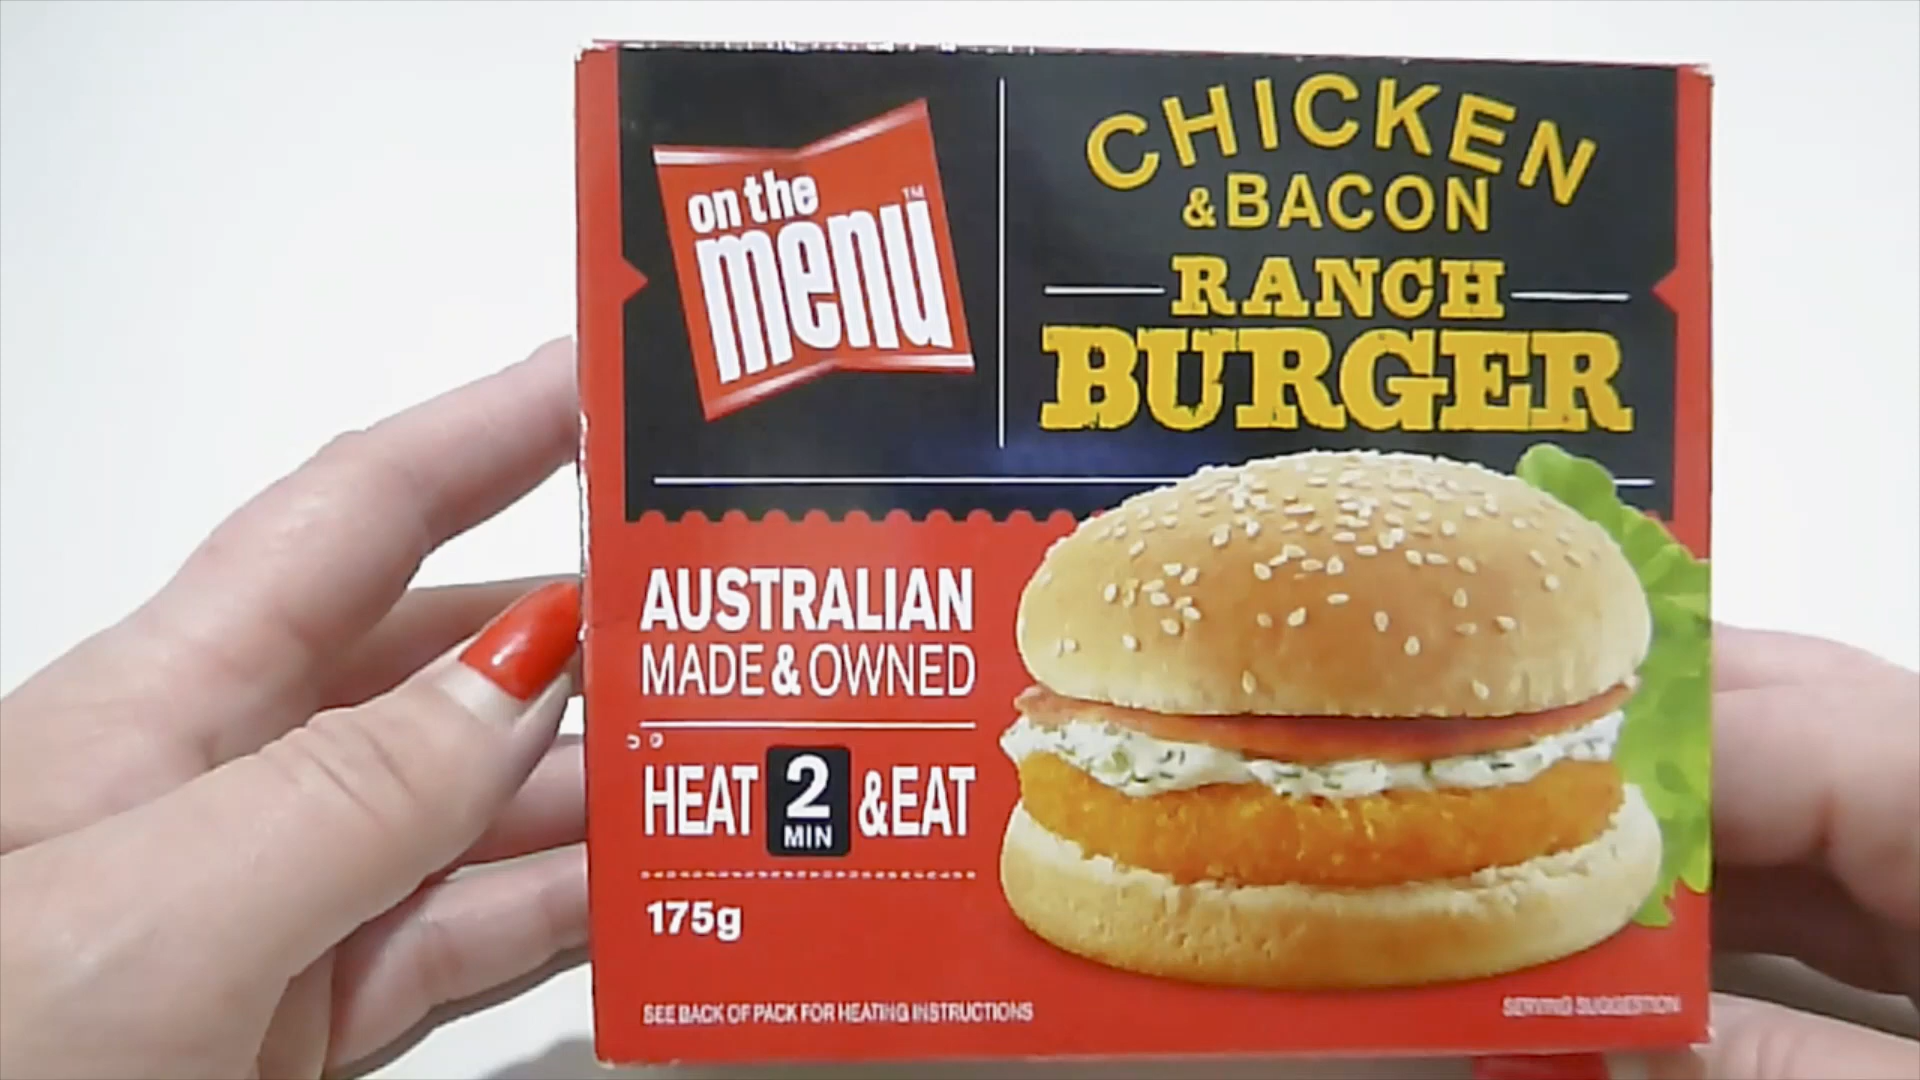 on the
menu™
CHICKEN
& BACON
RANCH
BURGER
AUSTRALIAN
MADE & OWNED
HEAT 2 MIN & EAT
175g
SEE BACK OF PACK FOR HEATING INSTRUCTIONS
SERVING SUGGESTION